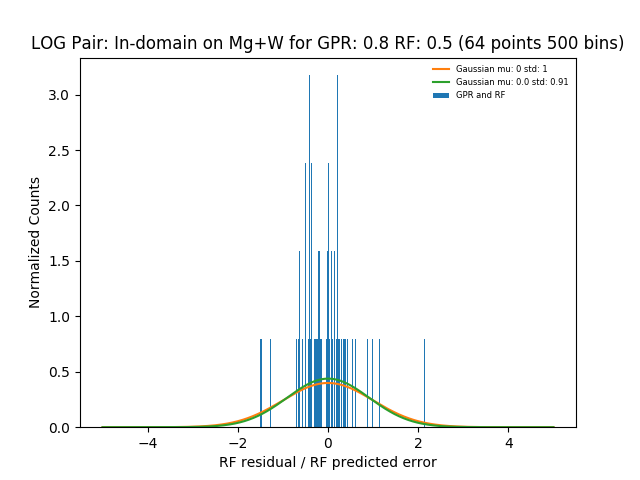 LOG Pair: In-domain on Mg+W for GPR: 0.8 RF: 0.5 (64 points 500 bins)
Gaussian mu: 0 std: 1
Gaussian mu: 0.0 std: 0.91
GPR and RF
Normalized Counts
3.0
2.5
2.0
1.5
1.0
0.5
0.0
−4
−2
0
2
4
RF residual / RF predicted error